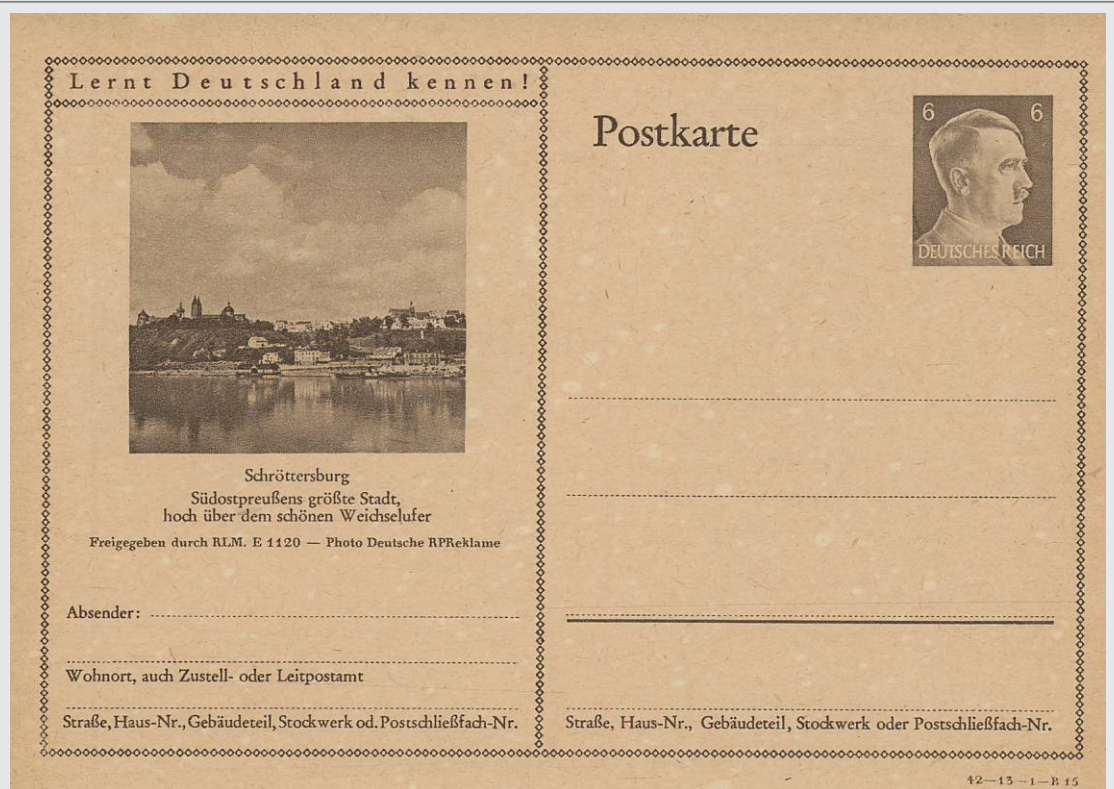 Lernt Deutschland kennen!
Schröttersburg
Südostpreußens größte Stadt,
hoch über dem schönen Weichselufer
Freigegeben durch RLM. E 1120 — Photo Deutsche RPReklame
Absender:
Wohnort, auch Zustell- oder Leitpostamt
Straße, Haus-Nr., Gebäudeteil, Stockwerk od. Postschließfach-Nr.
Postkarte
6 6
DEUTSCHES REICH
Straße, Haus-Nr., Gebäudeteil, Stockwerk oder Postschließfach-Nr.
42—13—1—B 15